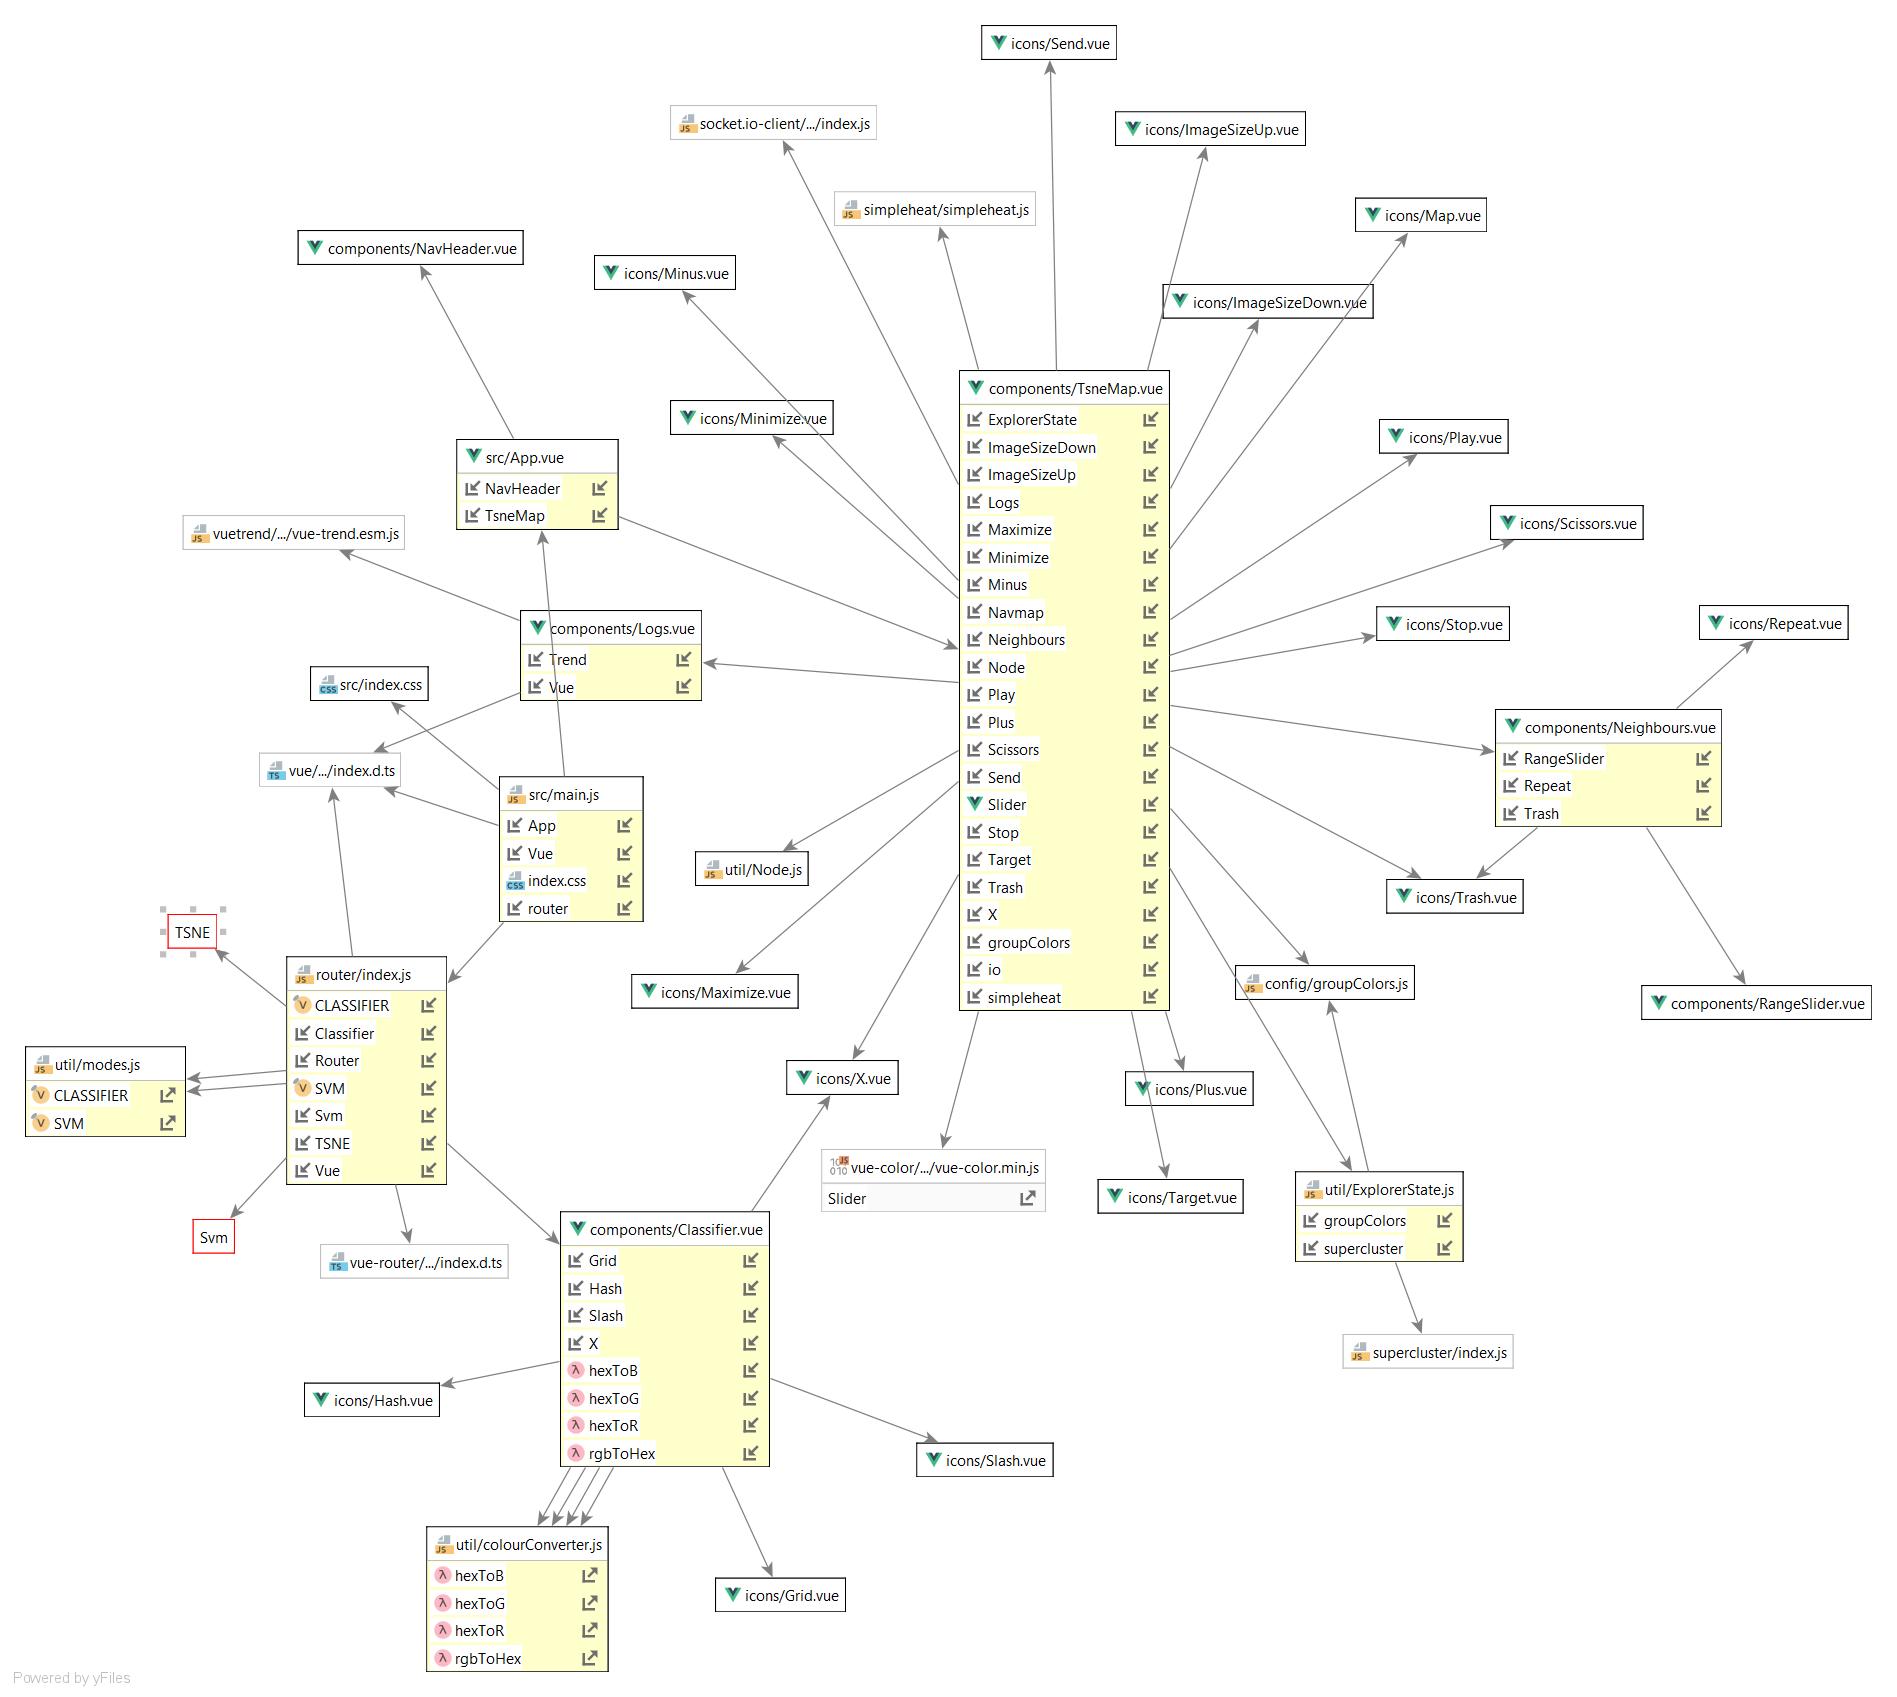 icons/Send.vue
socket.io-client/.../index.js
icons/ImageSizeUp.vue
simpleheat/simpleheat.js
icons/Map.vue
components/NavHeader.vue
icons/Minus.vue
icons/ImageSizeDown.vue
components/TsneMap.vue
ExplorerState
ImageSizeDown
ImageSizeUp
Logs
Maximize
Minimize
Minus
Navmap
Neighbours
Node
Play
Plus
Scissors
Send
Slider
Stop
Target
Trash
X
groupColors
io
simpleheat
icons/Minimize.vue
icons/Play.vue
src/App.vue
NavHeader
TsneMap
vuetrend/.../vue-trend.esm.js
icons/Scissors.vue
components/Logs.vue
Trend
Vue
icons/Stop.vue
icons/Repeat.vue
src/index.css
components/Neighbours.vue
RangeSlider
Repeat
Trash
vue/.../index.d.ts
src/main.js
App
Vue
index.css
router
util/Node.js
icons/Trash.vue
TSNE
router/index.js
CLASSIFIER
Classifier
Router
SVM
Svm
TSNE
Vue
icons/Maximize.vue
config/groupColors.js
components/RangeSlider.vue
util/modes.js
CLASSIFIER
SVM
icons/X.vue
icons/Plus.vue
vue-color/.../vue-color.min.js
Slider
icons/Target.vue
util/ExplorerState.js
groupColors
supercluster
Svm
vue-router/.../index.d.ts
components/Classifier.vue
Grid
Hash
Slash
X
hexToB
hexToG
hexToR
rgbToHex
supercluster/index.js
icons/Hash.vue
icons/Slash.vue
util/colourConverter.js
hexToB
hexToG
hexToR
rgbToHex
icons/Grid.vue
Powered by yFiles